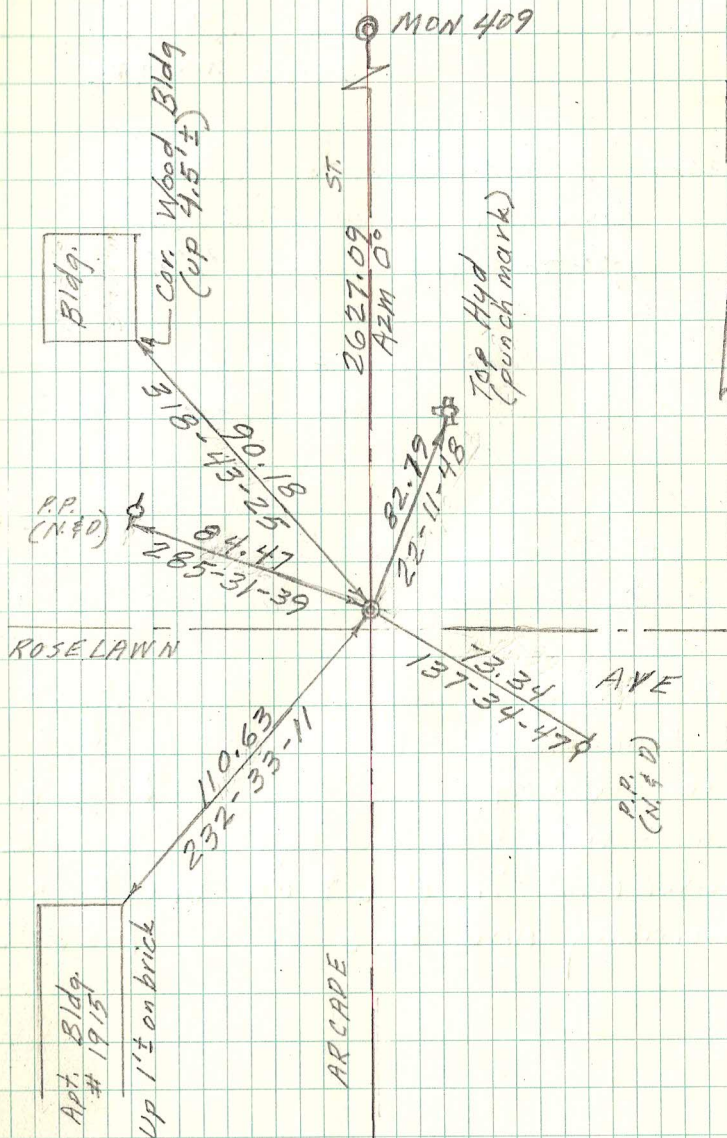 MON 409
Bldg.
Cor. Wood Bldg
(up 4.5'±)
ST.
2627.09
AZM 0°
Top Hyd
(punch mark)
90.18
318-43-25
P.P.
(N.&D)
84.47
285-31-39
82.79
22-11-48
ROSELAWN
AVE
73.34
137-34-47
P.P.
(N.&D)
110.63
232-33-11
Apt. Bldg.
# 1915
Up 1'± on brick
ARCADE